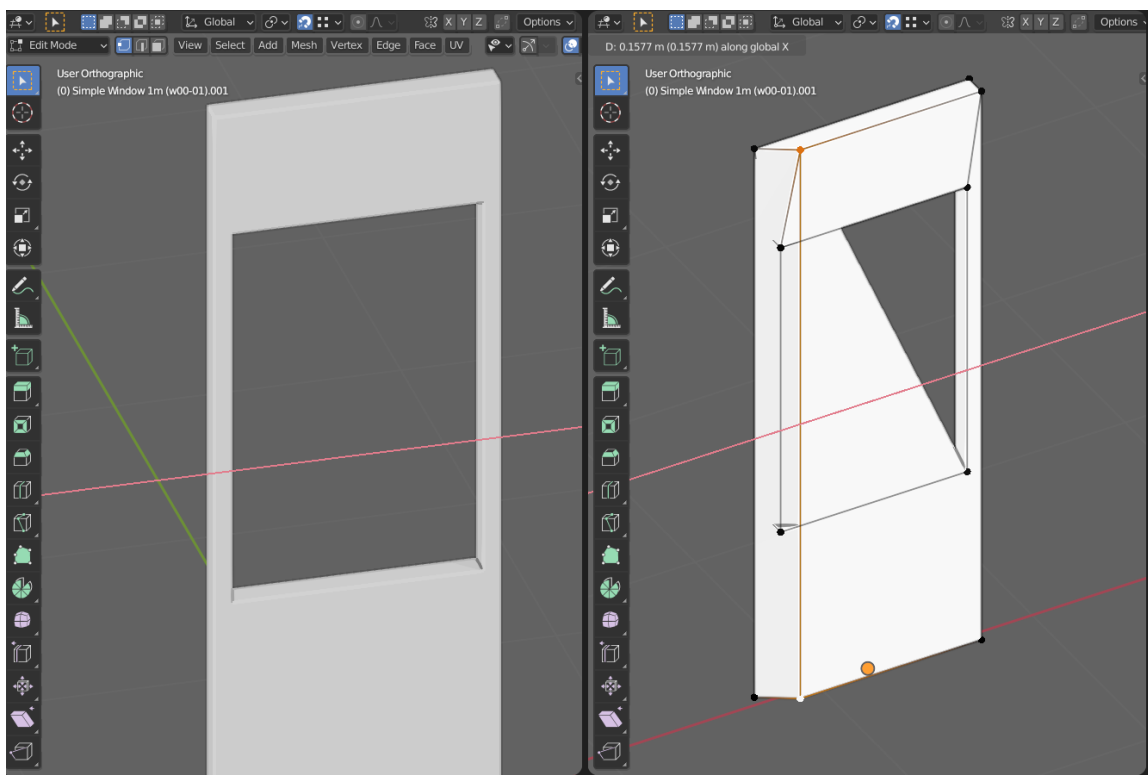 Global
X Y Z
Options
Edit Mode
View Select Add Mesh Vertex Edge Face UV
User Orthographic
(0) Simple Window 1m (w00-01).001
Global
X Y Z
Options
D: 0.1577 m (0.1577 m) along global X
User Orthographic
(0) Simple Window 1m (w00-01).001